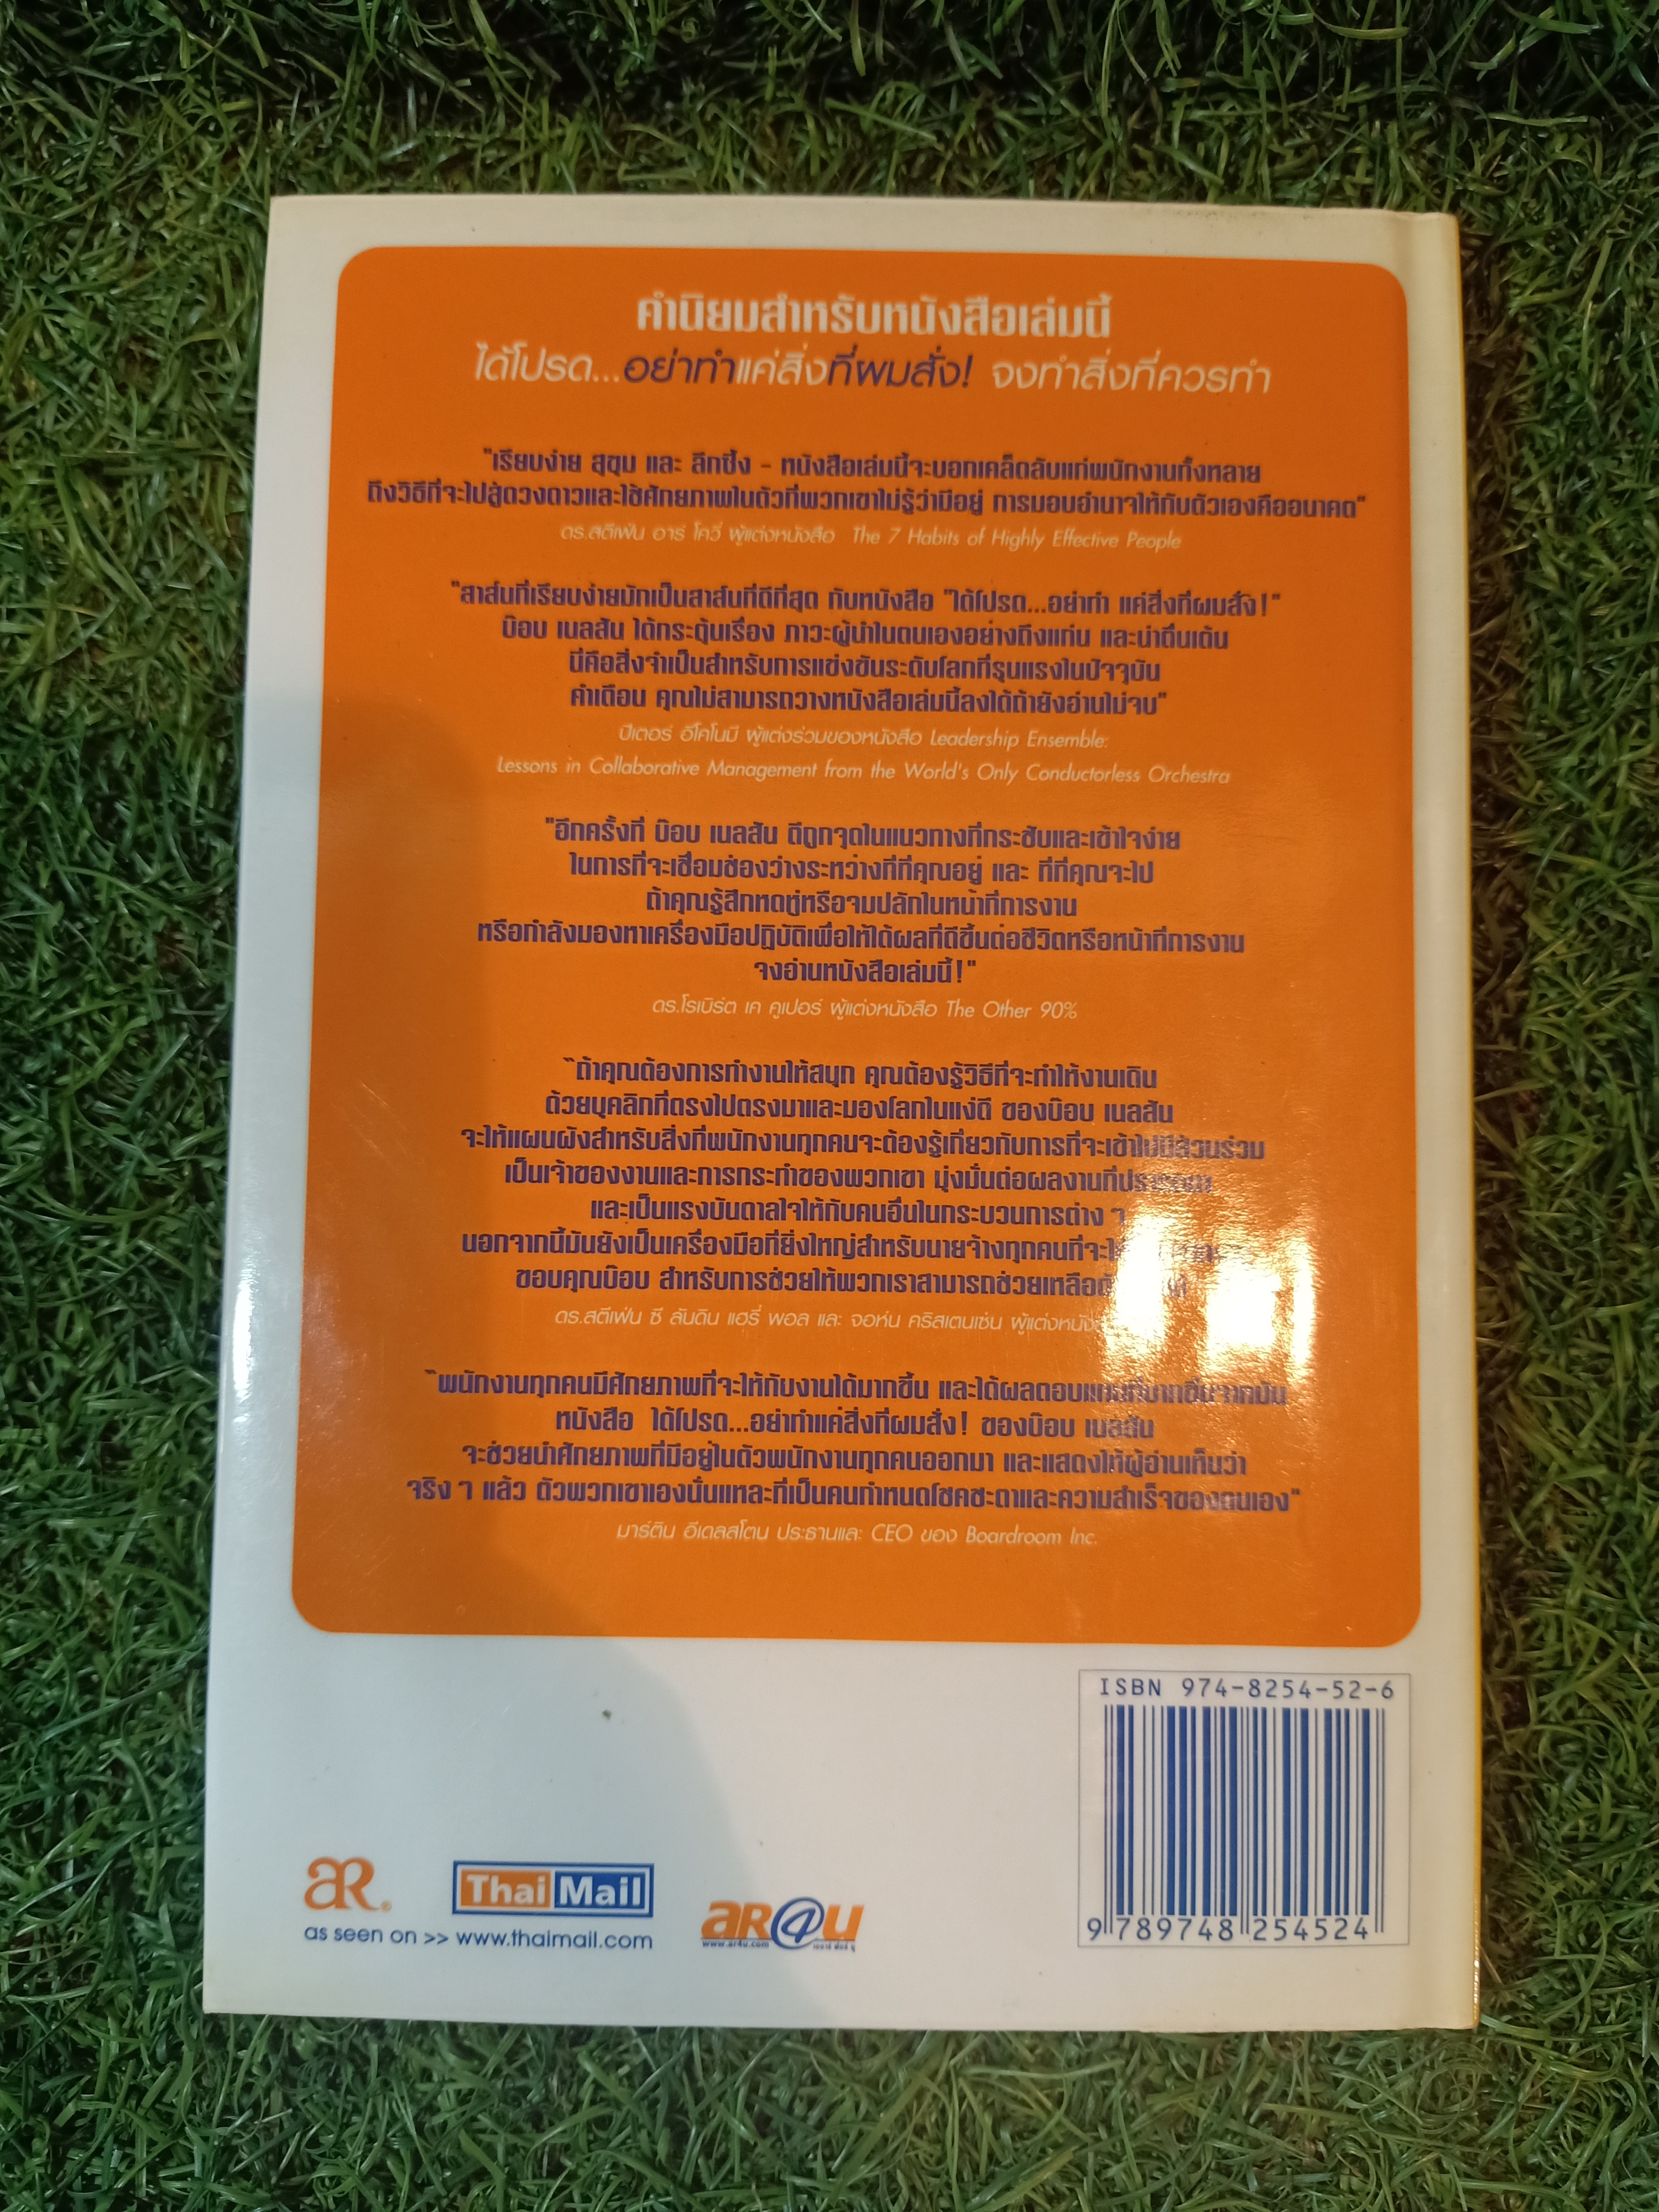 คำนิยมสำหรับหนังสือเล่มนี้
ได้โปรด...อย่าทำแค่สิ่งที่ผมสั่ง! จงทำสิ่งที่ควรทำ
"เรียบง่าย สุขุม และ ลึกซึ้ง - หนังสือเล่มนี้จะบอกเคล็ดลับแก่พนักงานทั้งหลาย
ถึงวิธีที่จะไปสู่ดวงดาวและใช้ศักยภาพในตัวที่พวกเขาไม่รู้ว่ามีอยู่ การมอบอำนาจให้กับตัวเองคืออนาคต"
ดร.สตีเฟ่น อาร์ โควี่ ผู้แต่งหนังสือ The 7 Habits of Highly Effective People
"สาส์นที่เรียบง่ายมักเป็นสาส์นที่ดีที่สุด กับหนังสือ "ได้โปรด...อย่าทำ แค่สิ่งที่ผมสั่ง!"
บ๊อบ เนลสัน ได้กระตุ้นเรื่อง ภาวะผู้นำในตนเองอย่างถึงแก่น และน่าตื่นเต้น
นี่คือสิ่งจำเป็นสำหรับการแข่งขันระดับโลกที่รุนแรงในปัจจุบัน
คำเตือน คุณไม่สามารถวางหนังสือเล่มนี้ลงได้ถ้ายังอ่านไม่จบ"
ปีเตอร์ อีโคโนมี ผู้แต่งร่วมของหนังสือ Leadership Ensemble:
Lessons in Collaborative Management from the World's Only Conductorless Orchestra
"อีกครั้งที่ บ๊อบ เนลสัน ตีถูกจุดในแนวทางที่กระชับและเข้าใจง่าย
ในการที่จะเชื่อมช่องว่างระหว่างที่ที่คุณอยู่ และ ที่ที่คุณจะไป
ถ้าคุณรู้สึกหดหู่หรือจมปลักในหน้าที่การงาน
หรือกำลังมองหาเครื่องมือปฏิบัติเพื่อให้ได้ผลที่ดีขึ้นต่อชีวิตหรือหน้าที่การงาน
จงอ่านหนังสือเล่มนี้!"
ดร.โรเบิร์ต เค คูเปอร์ ผู้แต่งหนังสือ The Other 90%
"ถ้าคุณต้องการทำงานให้สนุก คุณต้องรู้วิธีที่จะทำให้งานเดิน
ด้วยบุคลิกที่ตรงไปตรงมาและมองโลกในแง่ดี ของบ๊อบ เนลสัน
จะให้แผนผังสำหรับสิ่งที่พนักงานทุกคนจะต้องรู้เกี่ยวกับการที่จะเข้าไปมีส่วนร่วม
เป็นเจ้าของงานและการกระทำของพวกเขา มุ่งมั่นต่อผลงานที่
และเป็นแรงบันดาลใจให้กับคนอื่นในกระบวนการต่าง ๆ
นอกจากนี้มันยังเป็นเครื่องมือที่ยิ่งใหญ่สำหรับนายจ้างทุกคนที่จะ
ขอบคุณบ๊อบ สำหรับการช่วยให้พวกเราสามารถช่วยเหลือ
ดร.สตีเฟ่น ซี ลันดิน แฮรี่ พอล และ จอห์น คริสเตนเซ่น
"พนักงานทุกคนมีศักยภาพที่จะให้กับงานได้มากขึ้น และได้ผลตอบแทนที่มากขึ้นจากมัน
หนังสือ ได้โปรด...อย่าทำแค่สิ่งที่ผมสั่ง! ของบ๊อบ เนลสัน
จะช่วยนำศักยภาพที่มีอยู่ในตัวพนักงานทุกคนออกมา และแสดงให้ผู้อ่านเห็นว่า
จริง ๆ แล้ว ตัวพวกเขาเองนั่นแหละที่เป็นคนกำหนดโชคชะตาและความสำเร็จของตนเอง"
มาร์ติน อีเดลสโตน ประธานและ CEO ของ Boardroom Inc.
ISBN 974-8254-52-6
9 789748 254524
aR®
Thai Mail
as seen on >> www.thaimail.com
aR@4U
www.ar4u.com